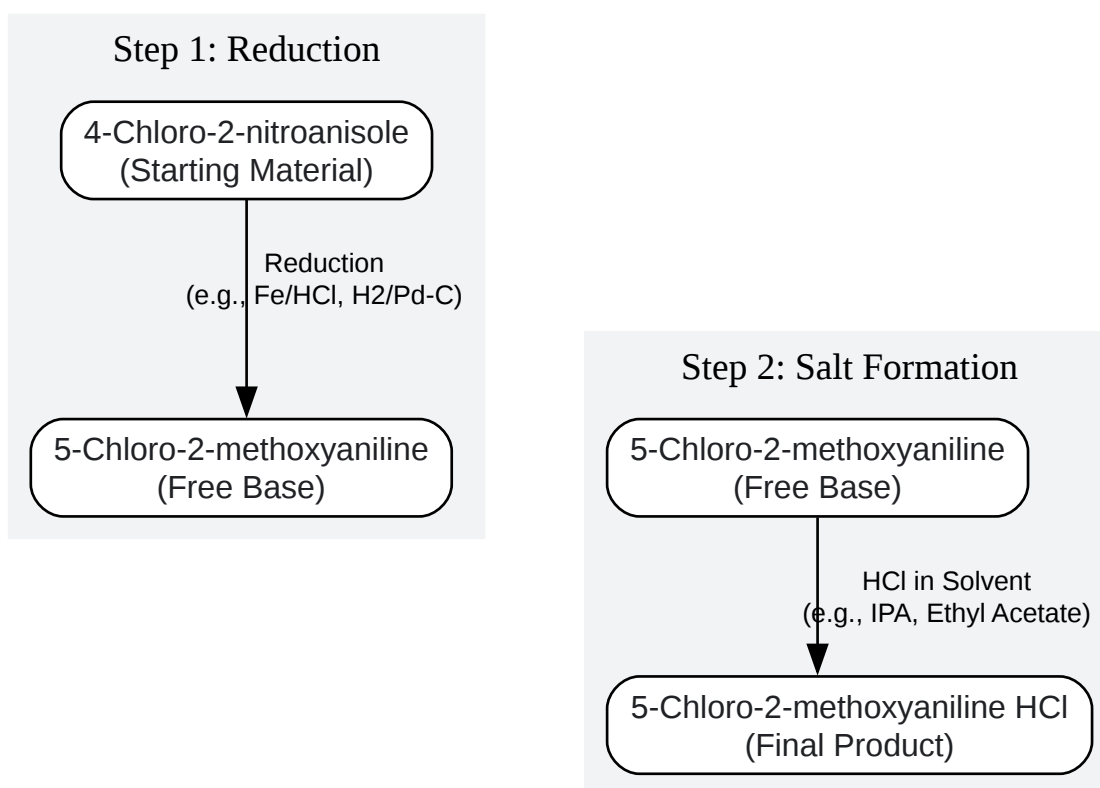 Step 1: Reduction
4-Chloro-2-nitroanisole
(Starting Material)
Reduction
(e.g., Fe/HCl, H2/Pd-C)
5-Chloro-2-methoxyaniline
(Free Base)
Step 2: Salt Formation
5-Chloro-2-methoxyaniline
(Free Base)
HCl in Solvent
(e.g., IPA, Ethyl Acetate)
5-Chloro-2-methoxyaniline HCl
(Final Product)